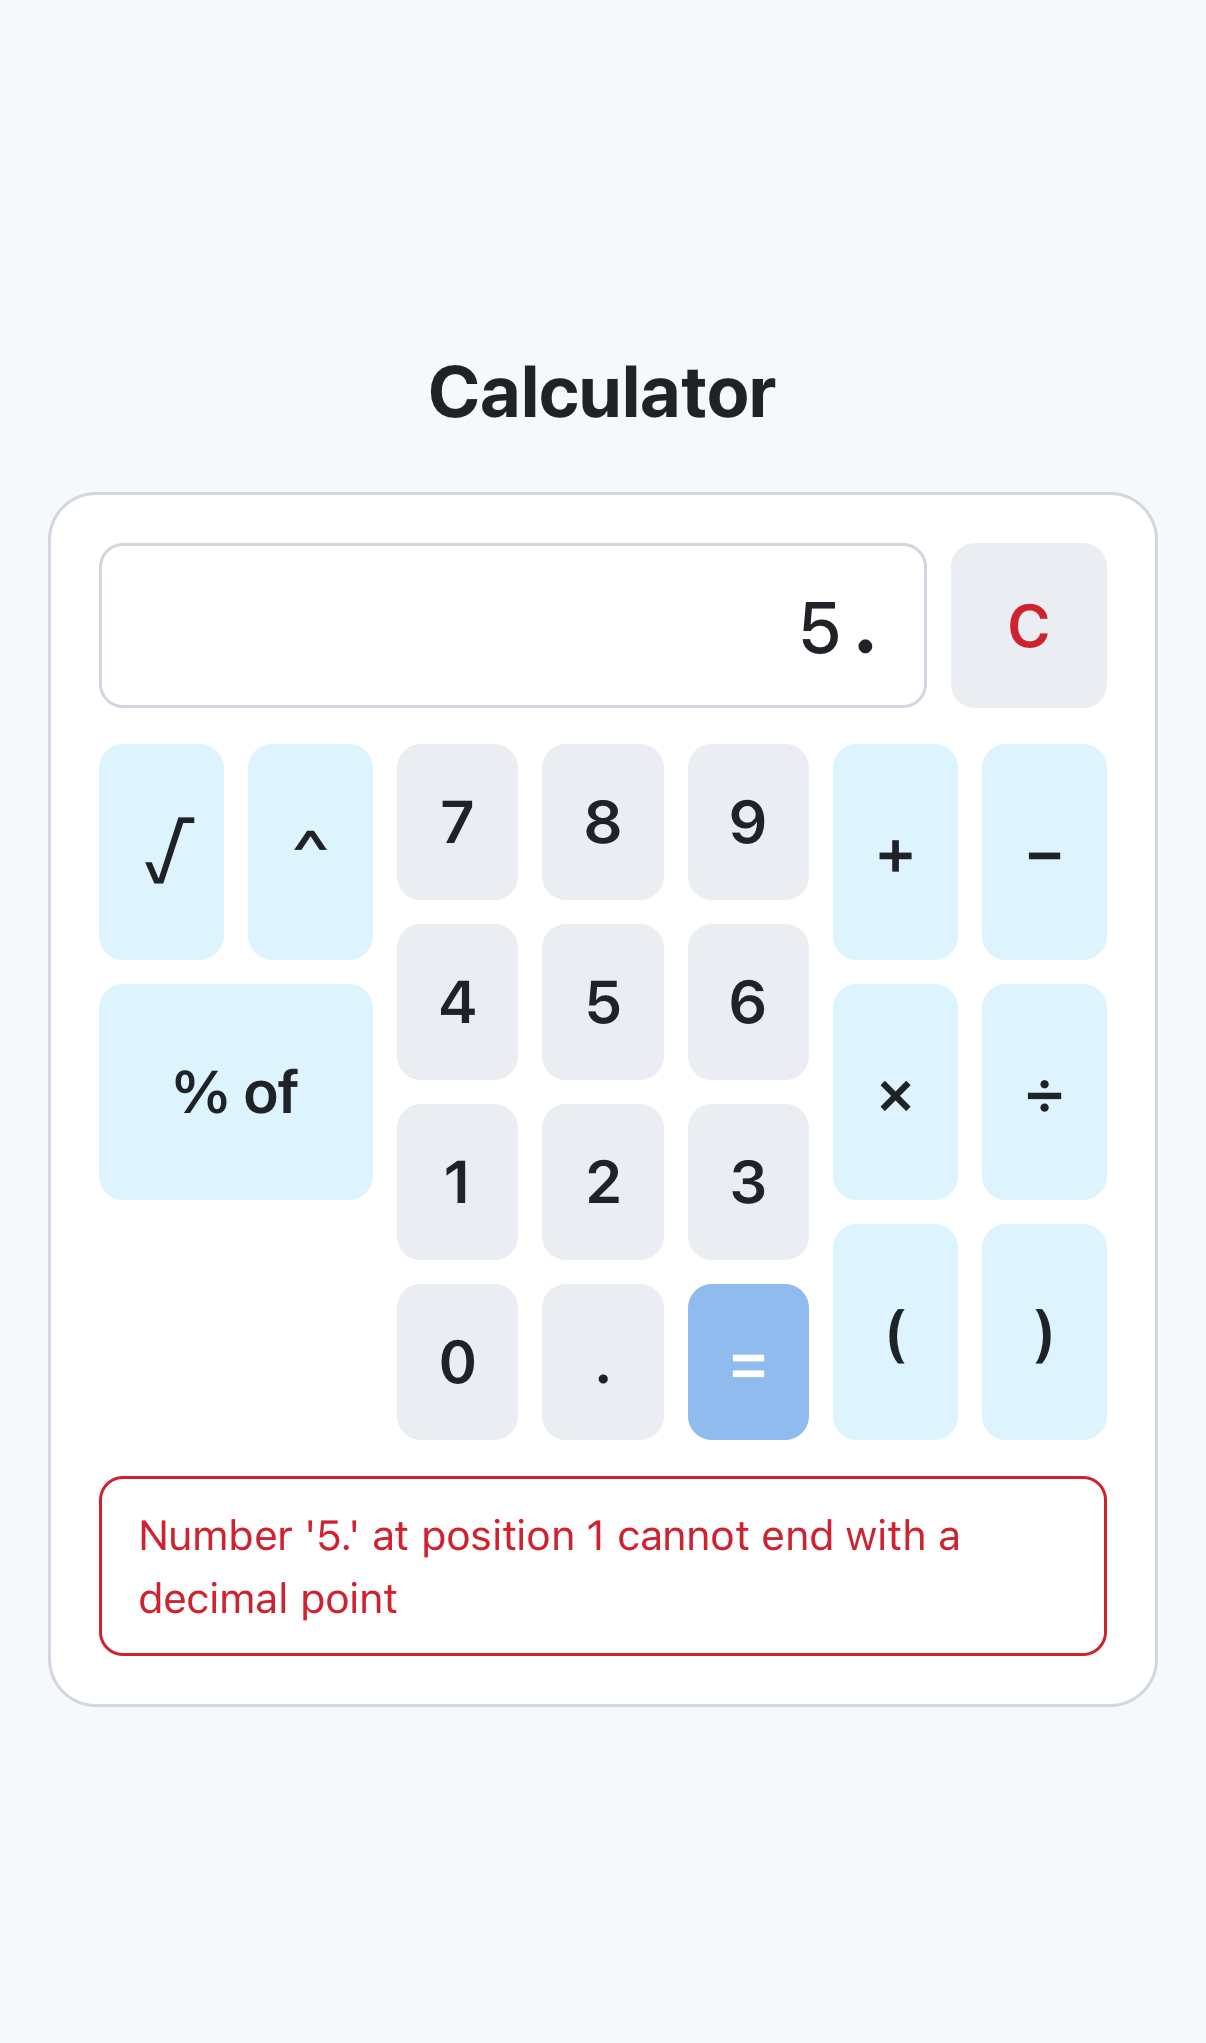 Calculator
5.
C
√ ^ 7 8 9 + −
4 5 6
% of × ÷
1 2 3
0 . = ( )
Number '5.' at position 1 cannot end with a
decimal point